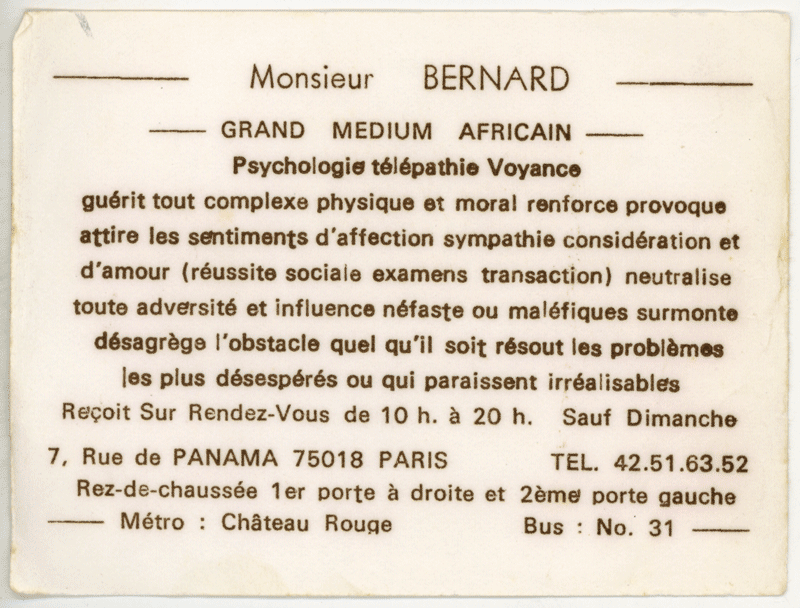 Monsieur BERNARD
GRAND MEDIUM AFRICAIN
Psychologie télépathie Voyance
guérit tout complexe physique et moral renforce provoque
attire les sentiments d'affection sympathie considération et
d'amour (réussite sociale examens transaction) neutralise
toute adversité et influence néfaste ou maléfiques surmonte
désagrège l'obstacle quel qu'il soit résout les problèmes
les plus désespérés ou qui paraissent irréalisables
Reçoit Sur Rendez-Vous de 10 h. à 20 h. Sauf Dimanche
7, Rue de PANAMA 75018 PARIS TEL. 42.51.63.52
Rez-de-chaussée 1er porte à droite et 2ème porte gauche
Métro : Château Rouge Bus : No. 31